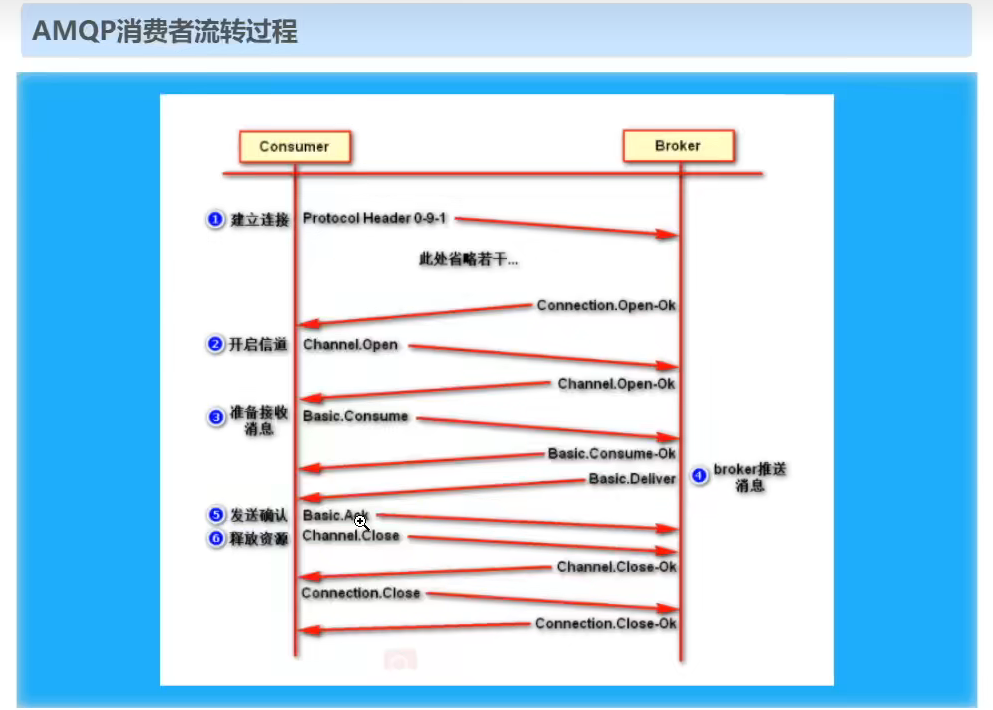 AMQP消费者流转过程
Consumer
Broker
1 建立连接 Protocol Header 0-9-1
此处省略若干...
Connection.Open-Ok
2 开启信道 Channel.Open
Channel.Open-Ok
3 准备接收
消息
Basic.Consume
Basic.Consume-Ok
Basic.Deliver
4 broker推送
消息
5 发送确认 Basic.Ack
6 释放资源 Channel.Close
Channel.Close-Ok
Connection.Close
Connection.Close-Ok